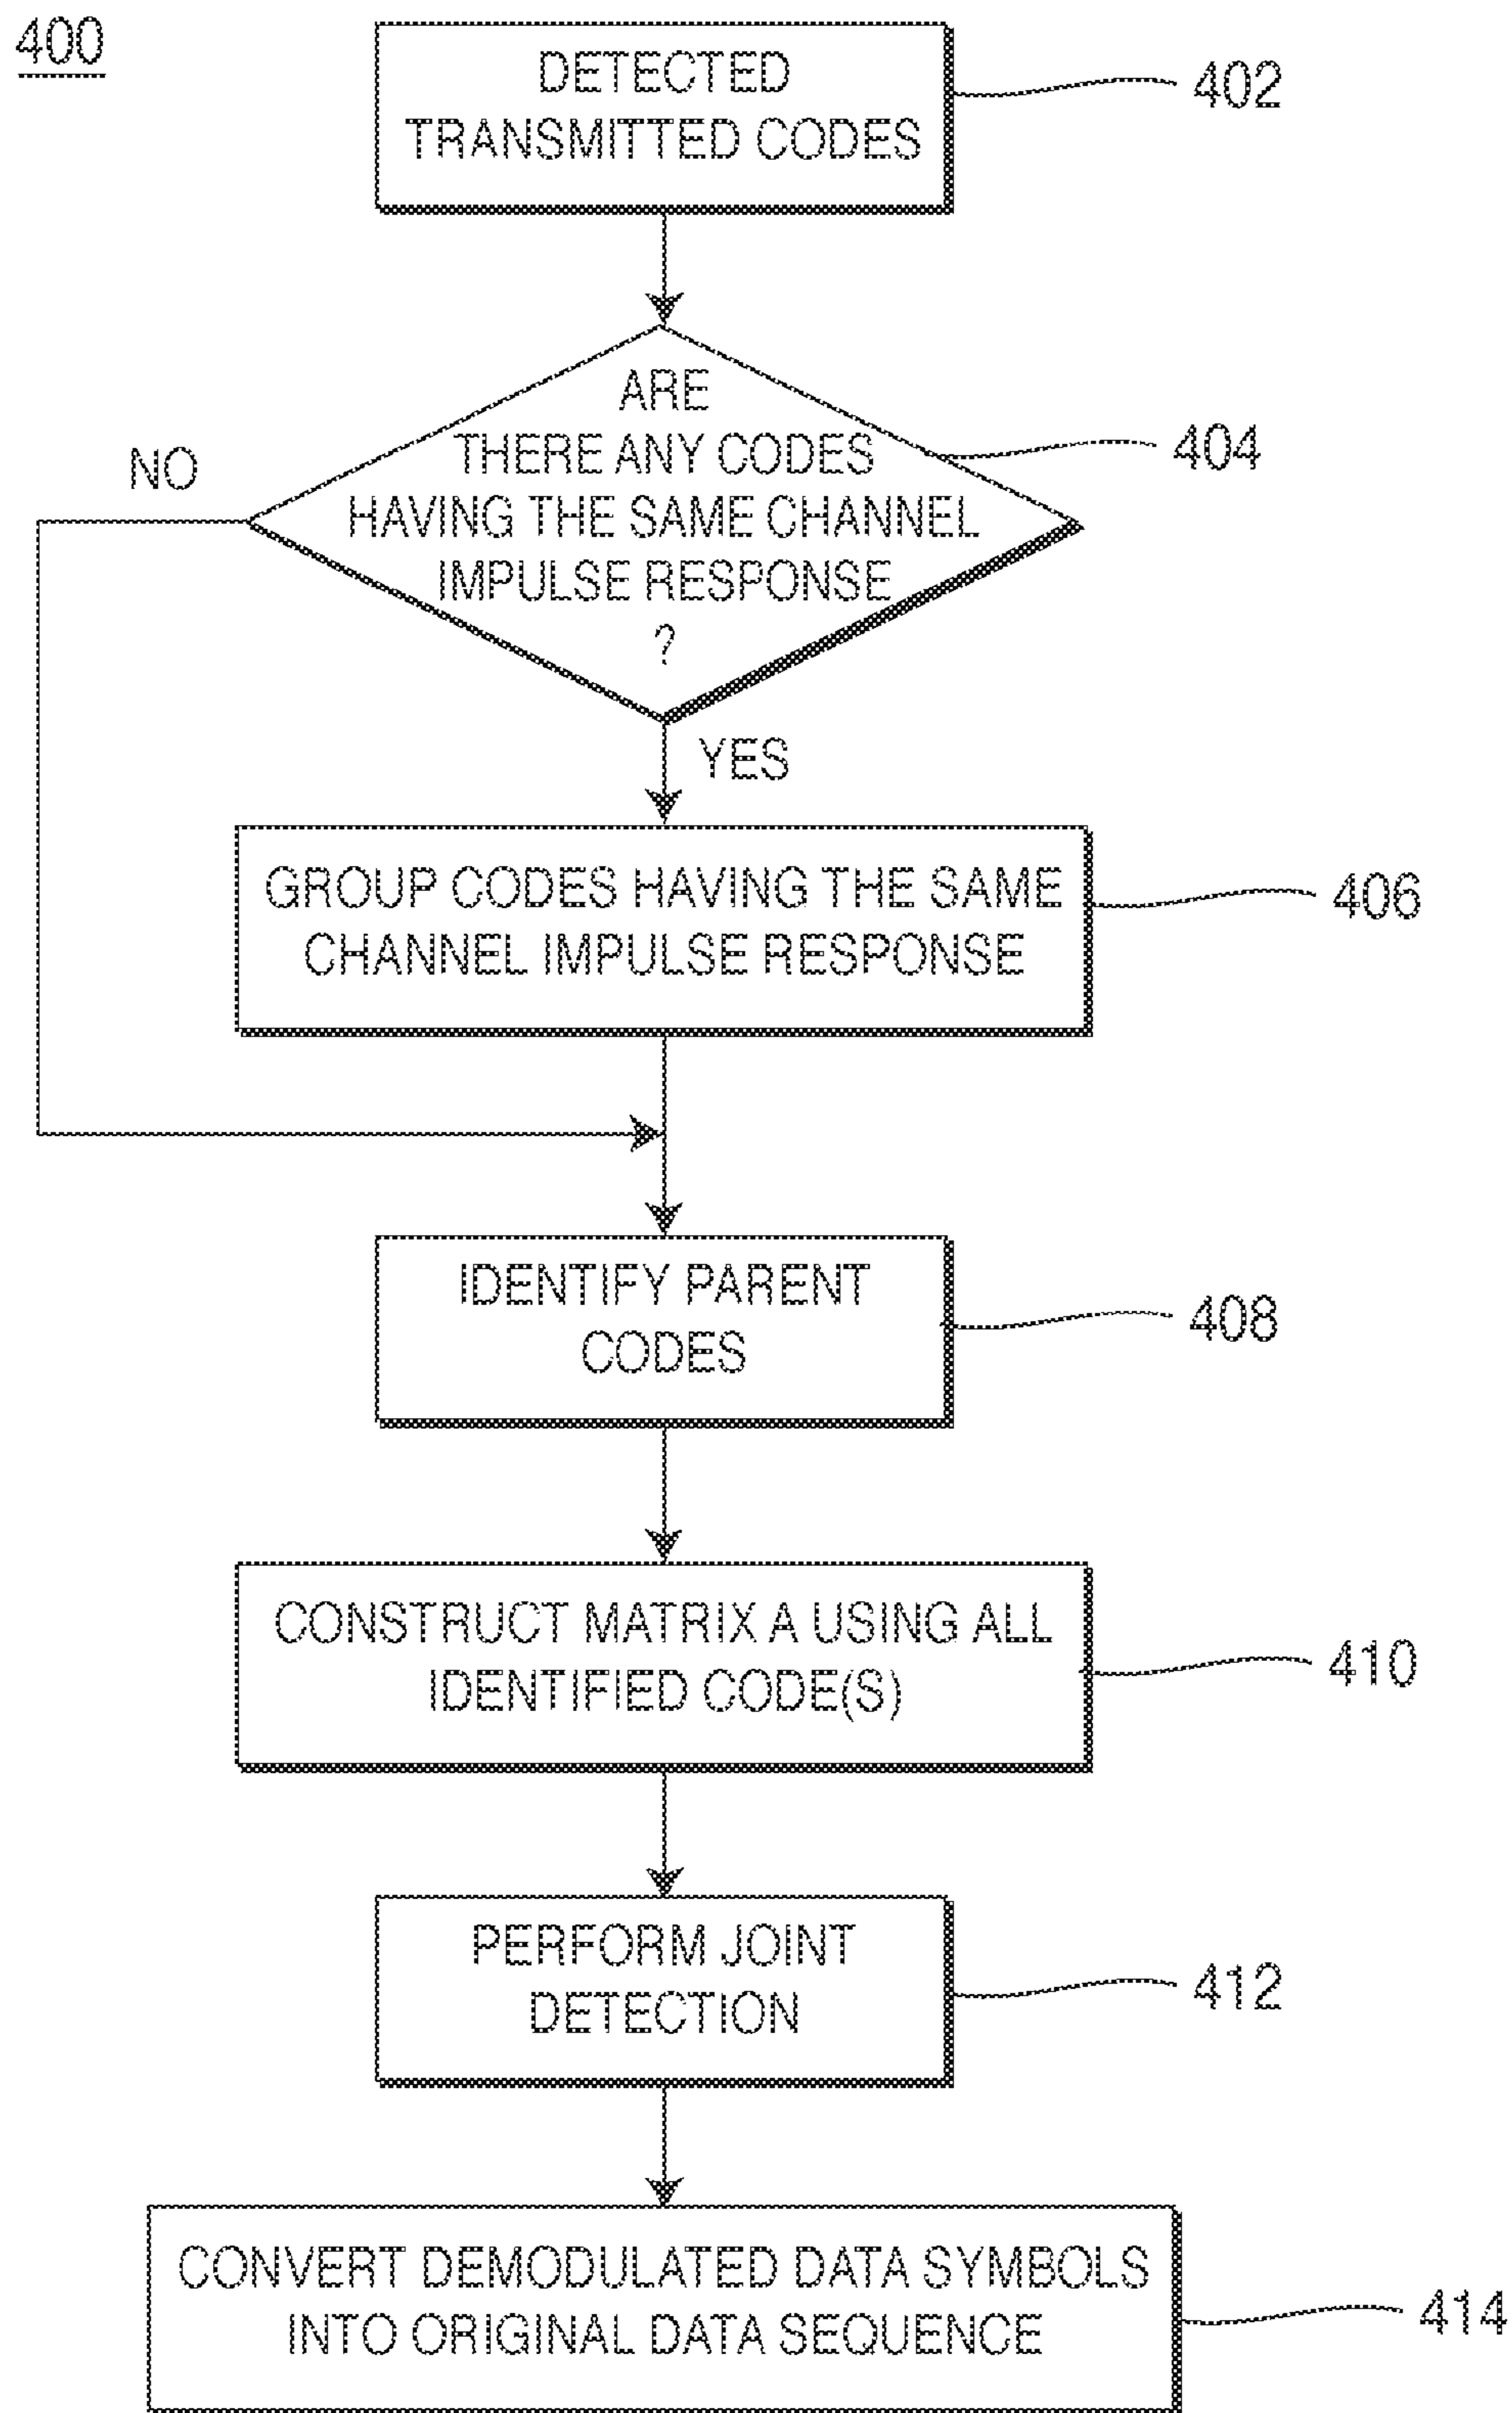 400
DETECTED
TRANSMITTED CODES
402
ARE
THERE ANY CODES
HAVING THE SAME CHANNEL
IMPULSE RESPONSE
?
404
NO
YES
GROUP CODES HAVING THE SAME
CHANNEL IMPULSE RESPONSE
406
IDENTIFY PARENT
CODES
408
CONSTRUCT MATRIX A USING ALL
IDENTIFIED CODE(S)
410
PERFORM JOINT
DETECTION
412
CONVERT DEMODULATED DATA SYMBOLS
INTO ORIGINAL DATA SEQUENCE
414